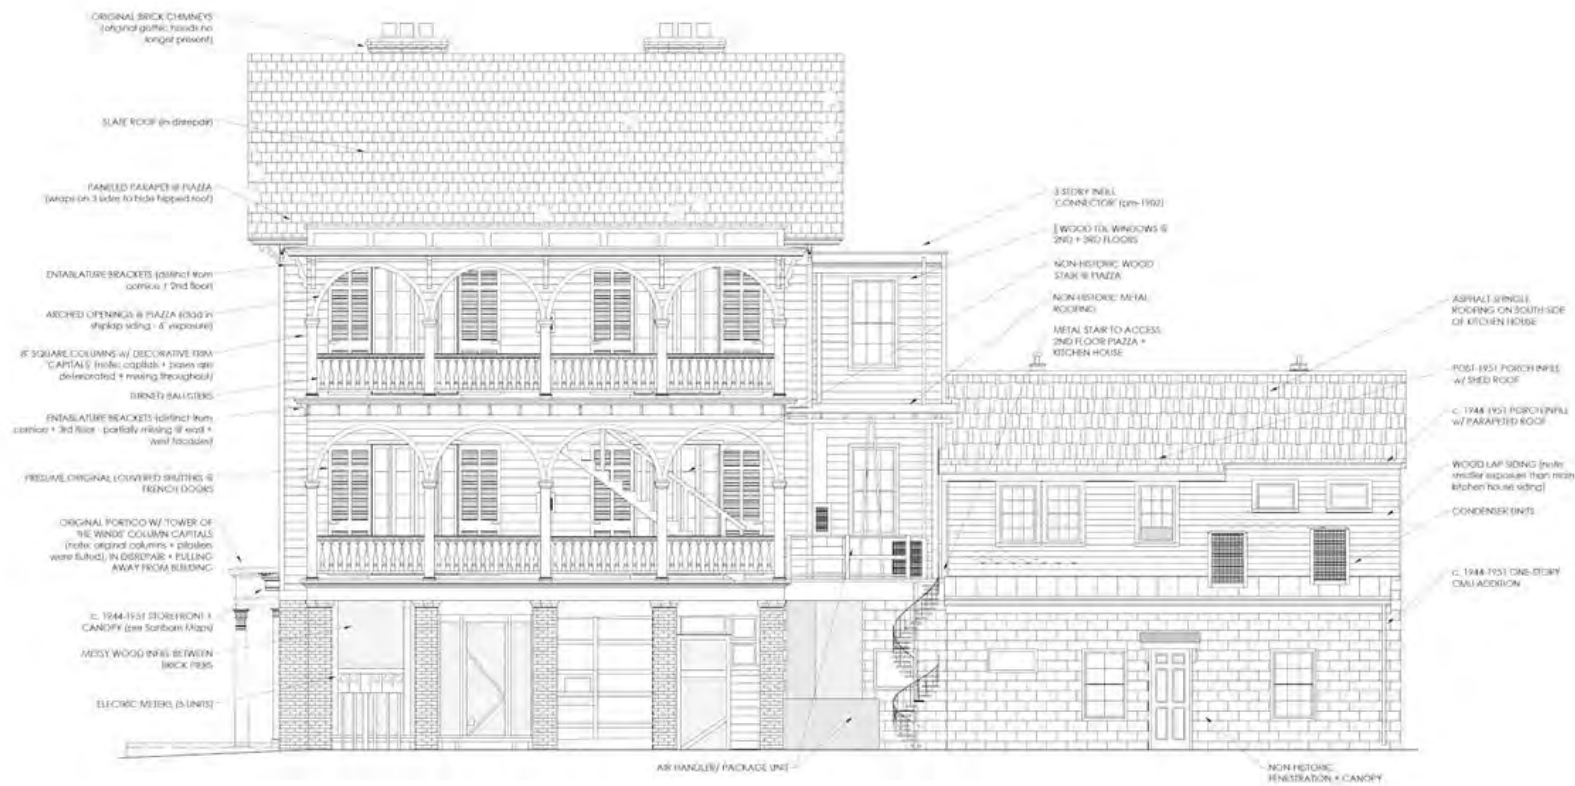 ORIGINAL BRICK CHIMNEYS
(original gothic hoods no
longer present)
SLATE ROOF (in disrepair)
PANELED PARAPET @ PIAZZA
(wraps on 3 sides to hide hipped roof)
ENTABLATURE BRACKETS (distinct from
cornice + 2nd floor)
ARCHED OPENINGS @ PIAZZA (clad in
shiplap siding - 6" exposure)
8" SQUARE COLUMNS w/ DECORATIVE TRIM
'CAPITALS' (note: capitals + bases are
deteriorated + missing throughout)
TURNED BALUSTERS
ENTABLATURE BRACKETS (distinct from
cornice + 3rd floor - partially missing @ east +
west facades)
PRESUME ORIGINAL LOUVERED SHUTTERS @
FRENCH DOORS
ORIGINAL PORTICO W/ 'TOWER OF
THE WINDS' COLUMN CAPITALS
(note: original columns + pilasters
were fluted), IN DISREPAIR + PULLING
AWAY FROM BUILDING
c. 1944-1951 STOREFRONT +
CANOPY (per Sanborn Maps)
MESSY WOOD INFILL BETWEEN
BRICK PIERS
ELECTRIC METERS (5 UNITS)
3 STORY INFILL
'CONNECTOR' (pre-1902)
WOOD TDL WINDOWS @
2ND + 3RD FLOORS
NON-HISTORIC WOOD
STAIR @ PIAZZA
NON-HISTORIC METAL
ROOFING
METAL STAIR TO ACCESS
2ND FLOOR PIAZZA +
KITCHEN HOUSE
ASPHALT SHINGLE
ROOFING ON SOUTH SIDE
OF KITCHEN HOUSE
POST-1951 PORCH INFILL
w/ SHED ROOF
c. 1944-1951 PORCH INFILL
w/ PARAPETED ROOF
WOOD LAP SIDING (note:
smaller exposure than main
kitchen house siding)
CONDENSER UNITS
c. 1944-1951 ONE-STORY
CMU ADDITION
AIR HANDLER/ PACKAGE UNIT
NON-HISTORIC
FENESTRATION + CANOPY